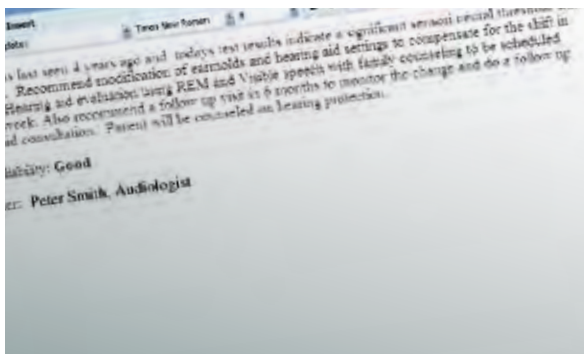 Insert
Times New Roman
last seen 4 years ago and todays test results indicate a significant sensori neural threshold
. Recommend modification of earmolds and hearing aid settings to compensate for the shift in
Hearing aid evaluation using REM and Visible speech with family counseling to be scheduled
week. Also recommend a follow up visit in 6 months to monitor the change and do a follow up
consultation. Patient will be counseled on hearing protection.
Good
Peter Smith, Audiologist